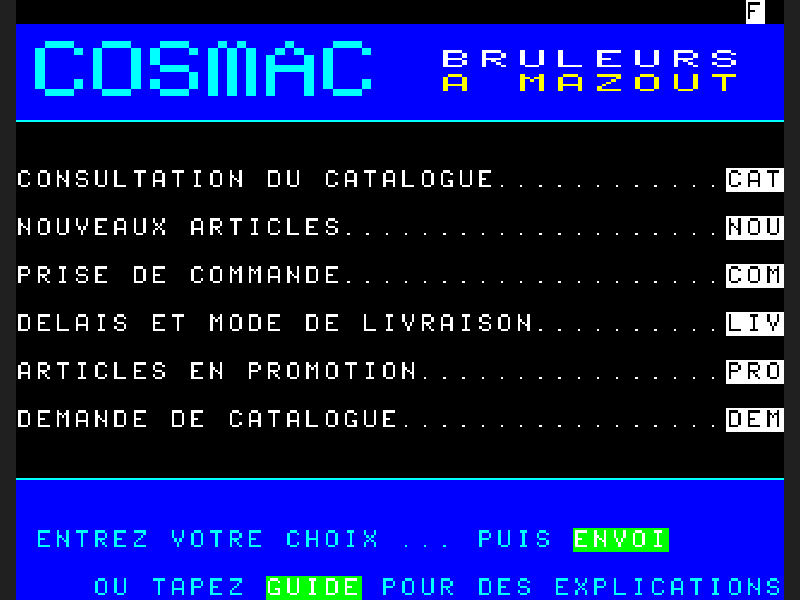 F
COSMAC BRULEURS
A MAZOUT
CONSULTATION DU CATALOGUE............CAT
NOUVEAUX ARTICLES....................NOU
PRISE DE COMMANDE....................COM
DELAIS ET MODE DE LIVRAISON..........LIV
ARTICLES EN PROMOTION................PRO
DEMANDE DE CATALOGUE.................DEM
ENTREZ VOTRE CHOIX ... PUIS ENVOI
OU TAPEZ GUIDE POUR DES EXPLICATIONS